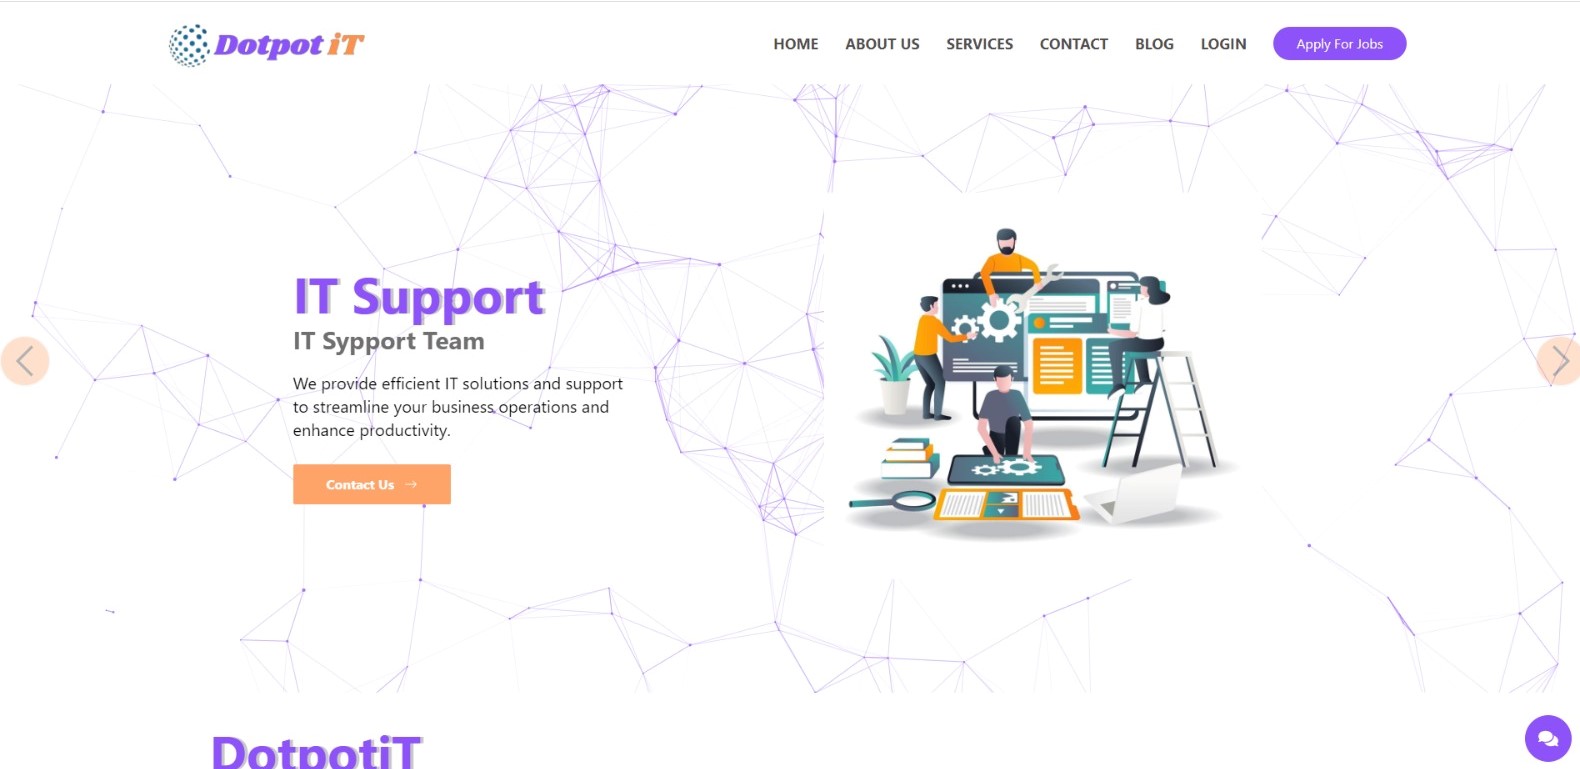 Dotpot iT
HOME ABOUT US SERVICES CONTACT BLOG LOGIN Apply For Jobs
IT Support
IT Sypport Team
We provide efficient IT solutions and support
to streamline your business operations and
enhance productivity.
Contact Us →
DotpotiT